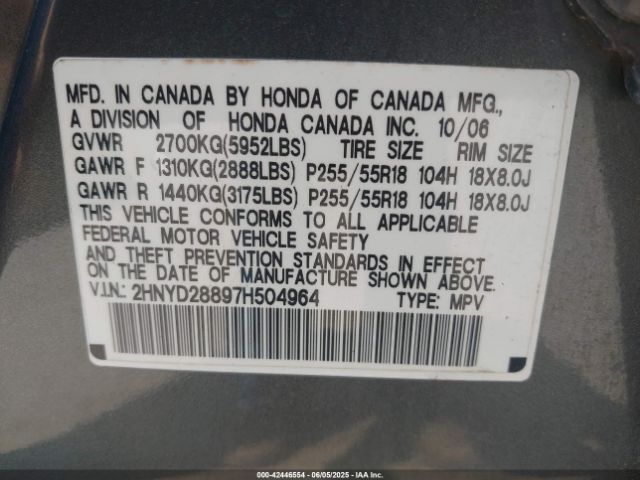 MFD. IN CANADA BY HONDA OF CANADA MFG.,
A DIVISION OF HONDA CANADA INC. 10/06
GVWR 2700KG(5952LBS) TIRE SIZE RIM SIZE
GAWR F 1310KG(2888LBS) P255/55R18 104H 18X8.0J
GAWR R 1440KG(3175LBS) P255/55R18 104H 18X8.0J
THIS VEHICLE CONFORMS TO ALL APPLICABLE
FEDERAL MOTOR VEHICLE SAFETY
AND THEFT PREVENTION STANDARDS IN EFFECT
ON THE DATE OF MANUFACTURE SHOWN ABOVE.
V.I.N.: 2HNYD28897H504964 TYPE: MPV
000-42446554 - 06/05/2025 - IAA Inc.